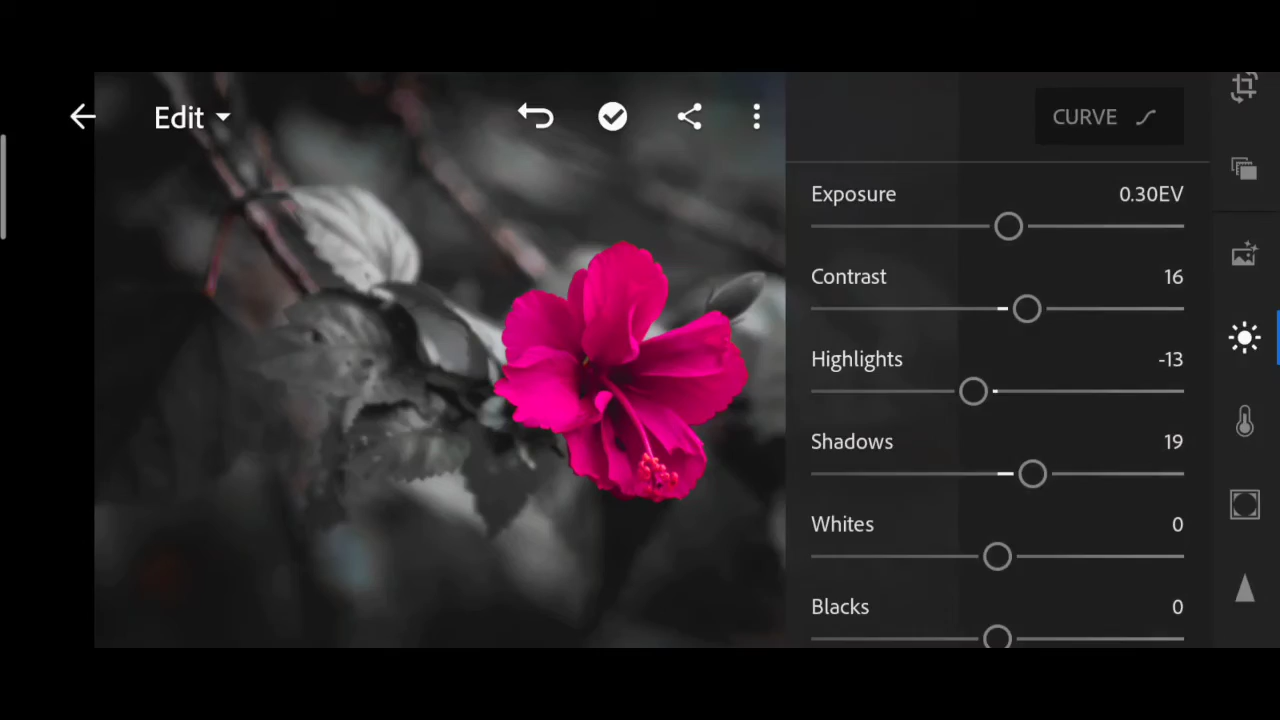 Edit
CURVE
Exposure 0.30EV
Contrast 16
Highlights -13
Shadows 19
Whites 0
Blacks 0